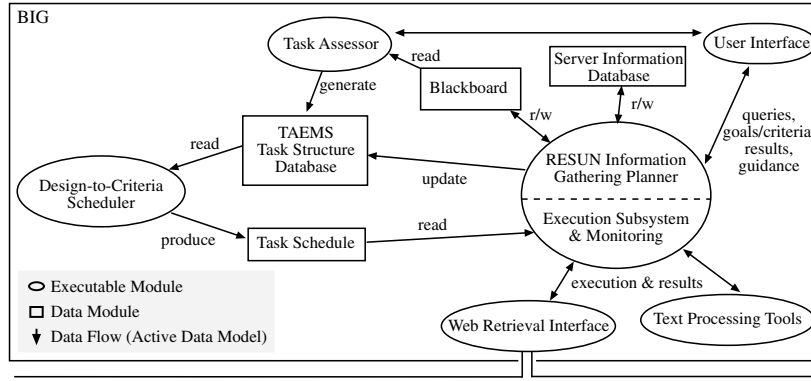 BIG
Task Assessor
User Interface
read
Server Information
Database
generate
Blackboard
r/w
r/w
queries,
goals/criteria
results,
guidance
TAEMS
Task Structure
Database
read
RESUN Information
Gathering Planner
Design-to-Criteria
Scheduler
update
Execution Subsystem
& Monitoring
produce
Task Schedule
read
execution & results
Executable Module
Data Module
Data Flow (Active Data Model)
Web Retrieval Interface
Text Processing Tools